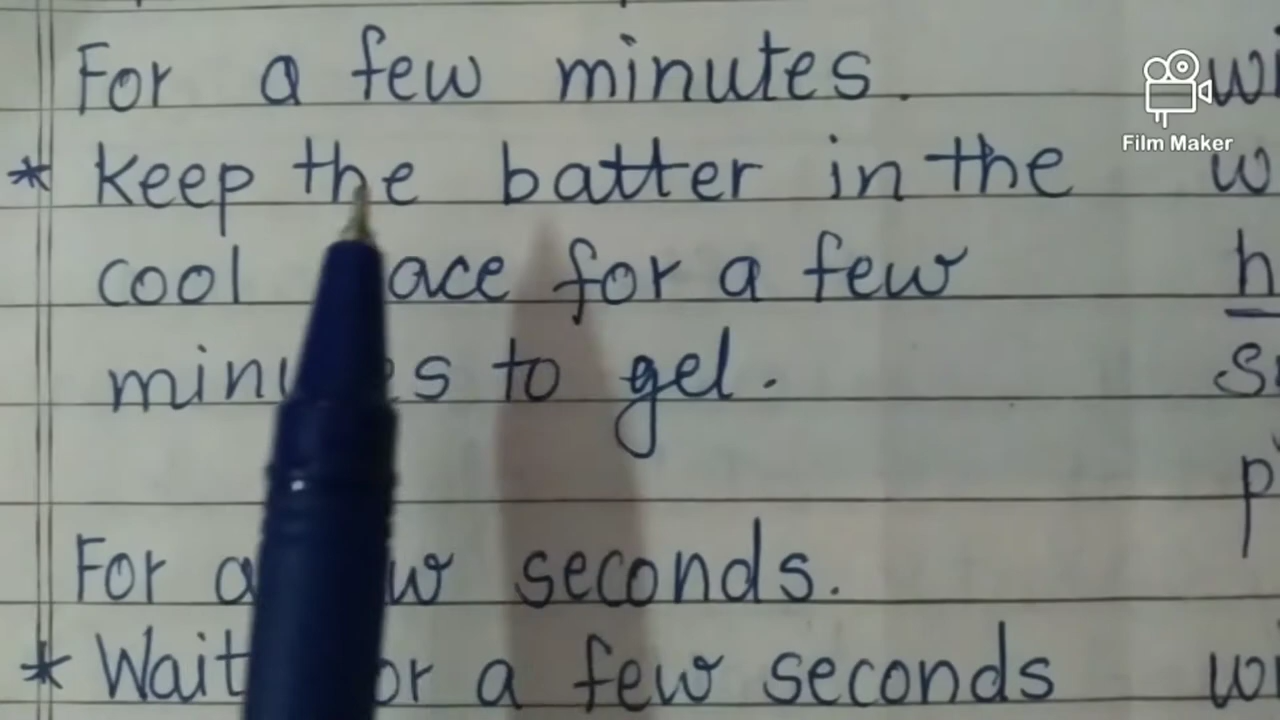 For a few minutes.
* Keep the batter in the
cool for a few
to gel.
For a seconds.
* Wait a few seconds
Film Maker